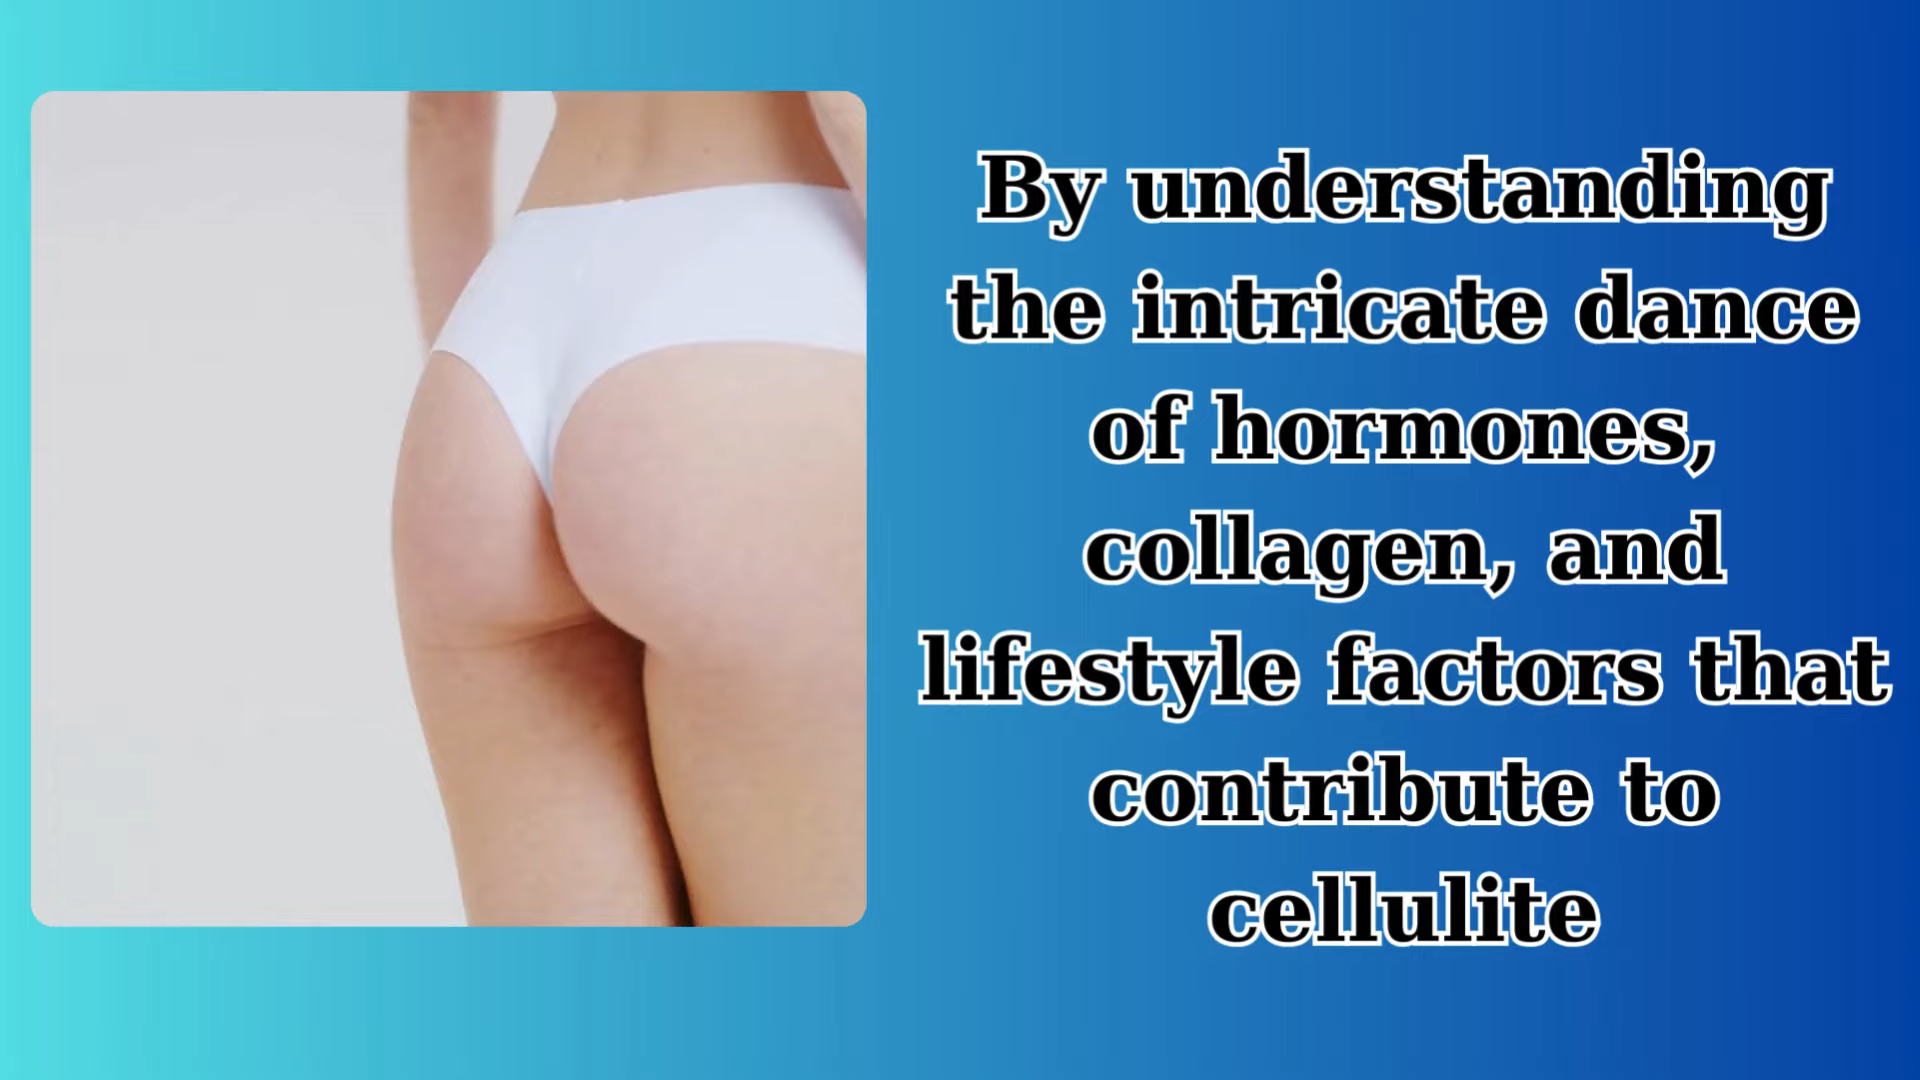 By understanding
the intricate dance
of hormones,
collagen, and
lifestyle factors that
contribute to
cellulite